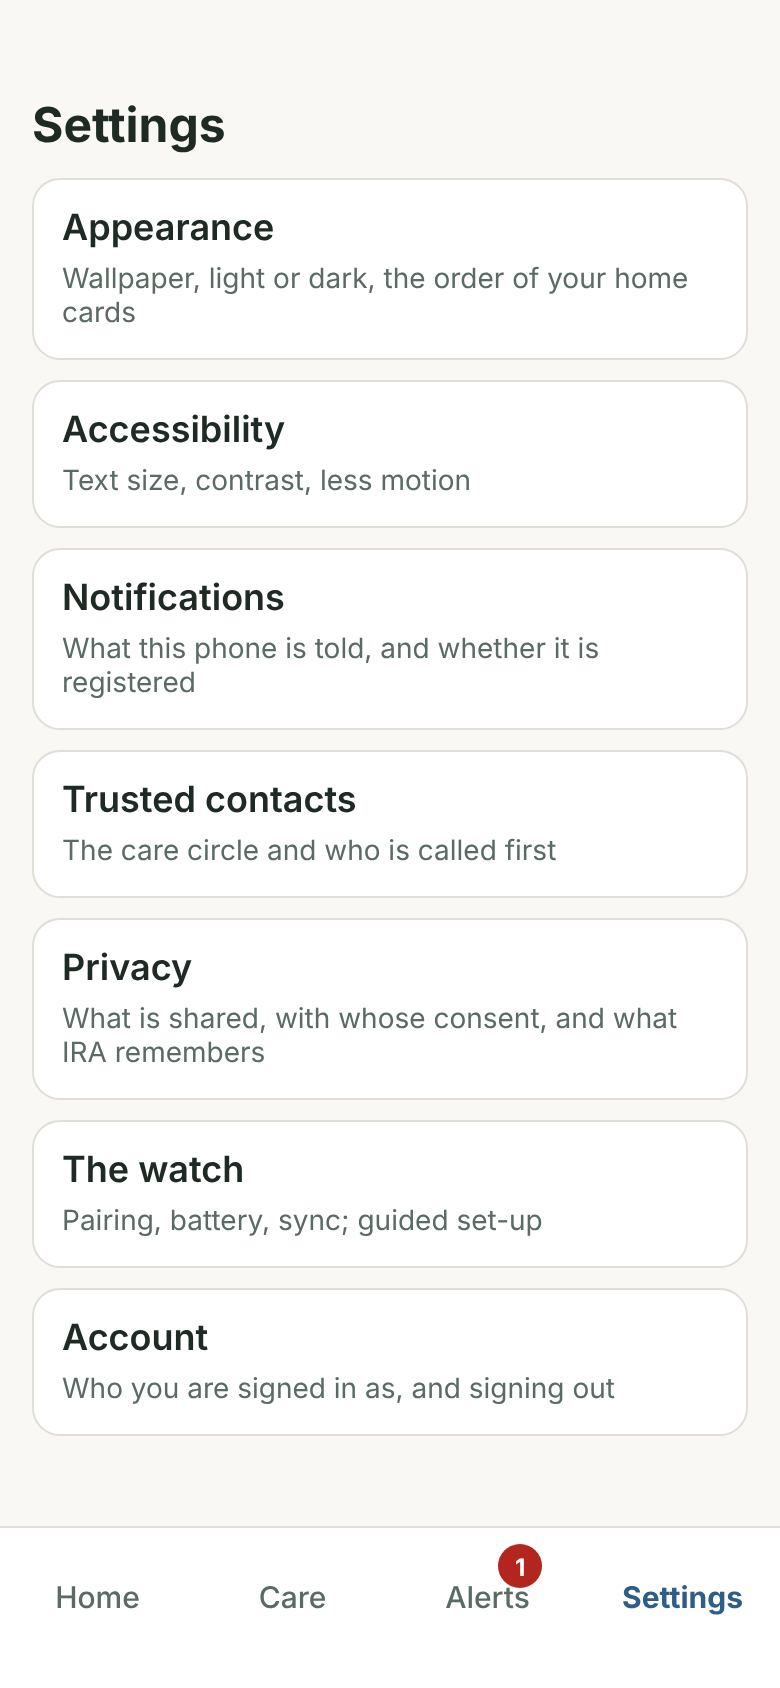 Settings
Appearance
Wallpaper, light or dark, the order of your home
cards
Accessibility
Text size, contrast, less motion
Notifications
What this phone is told, and whether it is
registered
Trusted contacts
The care circle and who is called first
Privacy
What is shared, with whose consent, and what
IRA remembers
The watch
Pairing, battery, sync; guided set-up
Account
Who you are signed in as, and signing out
1
Home Care Alerts Settings